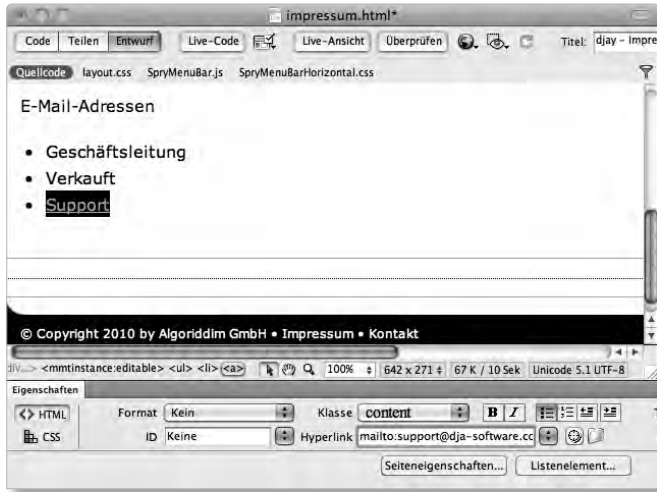 impressum.html*
Code Teilen Entwurf Live-Code Live-Ansicht Überprüfen Titel: djay - Impre
Quellcode layout.css SpryMenuBar.js SpryMenuBarHorizontal.css
E-Mail-Adressen
• Geschäftsleitung
• Verkauft
• Support
© Copyright 2010 by Algoriddim GmbH • Impressum • Kontakt
div...> <mmtinstance:editable> <ul> <li> <a> 100% 642 x 271 67 K / 10 Sek Unicode 5.1 UTF-8
Eigenschaften
<> HTML Format Kein Klasse content B I
CSS ID Keine Hyperlink mailto:support@dja-software.cc
Seiteneigenschaften... Listenelement...